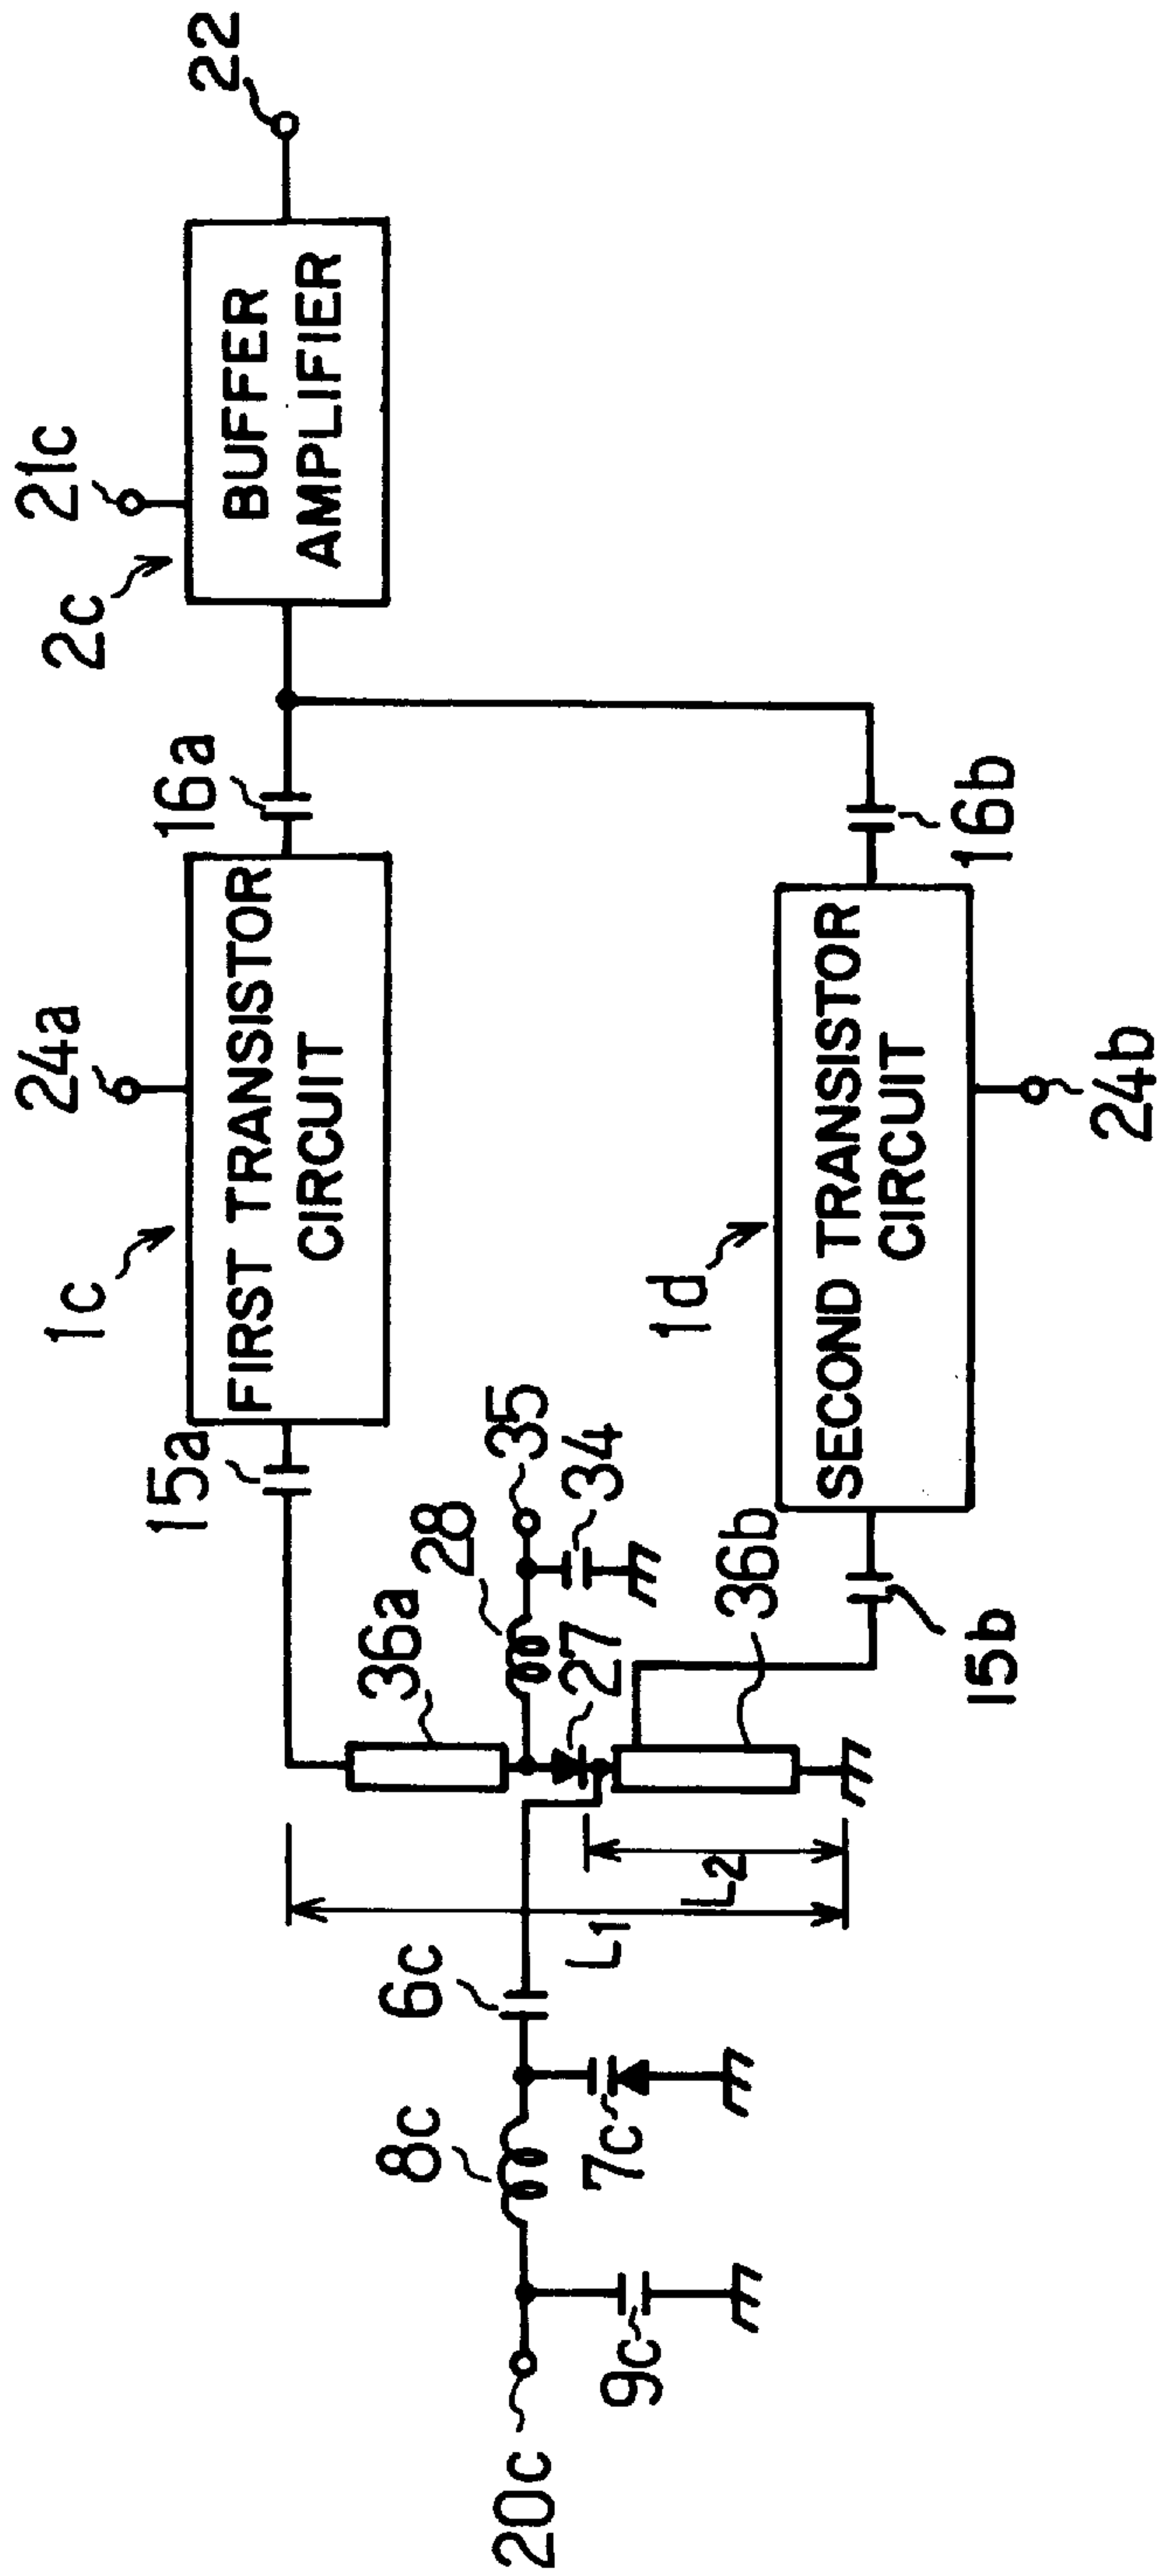 20c
9c
8c
7c
6c
L1
L2
36a
28
35
34
27
36b
15a
15b
1c
FIRST TRANSISTOR
CIRCUIT
24a
16a
1d
SECOND TRANSISTOR
CIRCUIT
24b
16b
2c
21c
BUFFER
AMPLIFIER
22